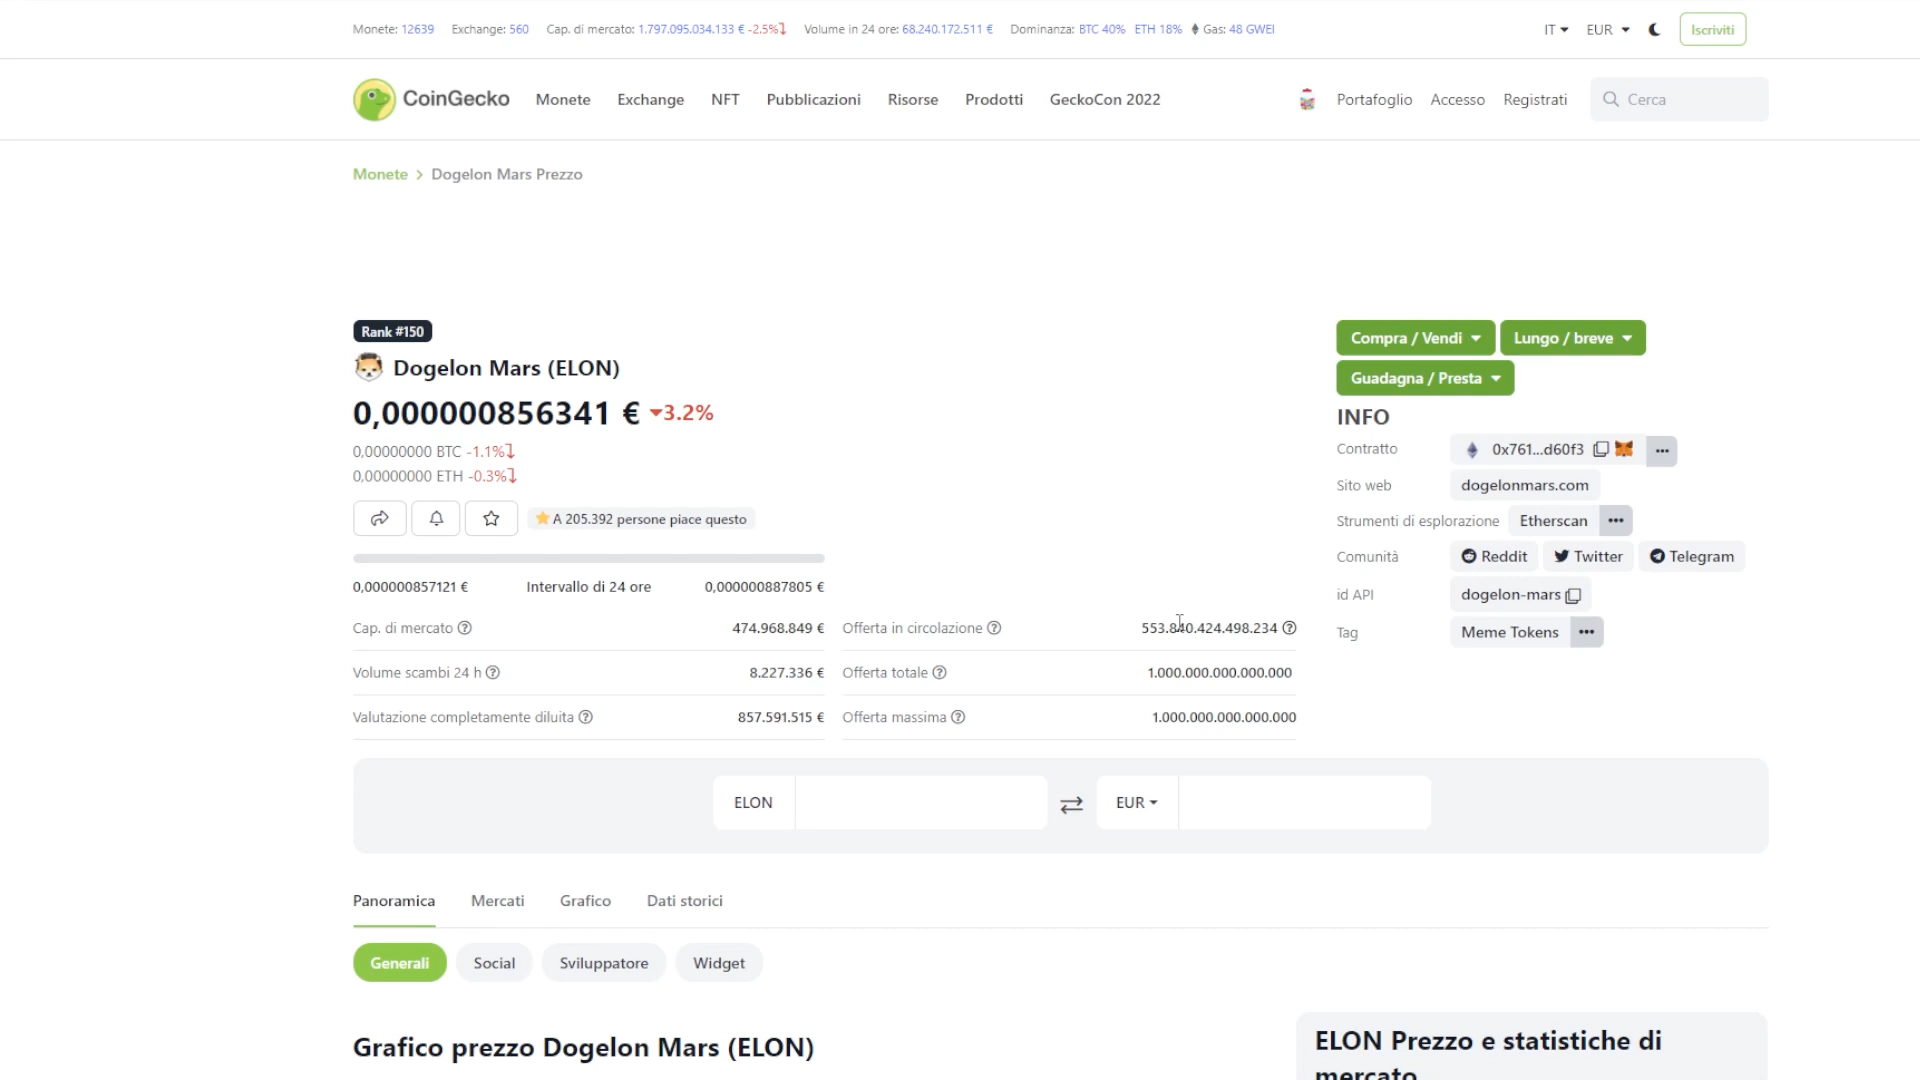 Monete: 12639 Exchange: 560 Cap. di mercato: 1.797.095.034.133 € -2.5% Volume in 24 ore: 68.240.172.511 € Dominanza: BTC 40% ETH 18% Gas: 48 GWEI IT EUR Iscriviti
CoinGecko Monete Exchange NFT Pubblicazioni Risorse Prodotti GeckoCon 2022 Portafoglio Accesso Registrati Cerca
Monete > Dogelon Mars Prezzo
Rank #150
Dogelon Mars (ELON)
0,000000856341 € 3.2%
0,00000000 BTC -1.1%
0,00000000 ETH -0.3%
A 205.392 persone piace questo
0,000000857121 € Intervallo di 24 ore 0,000000887805 €
Cap. di mercato 474.968.849 €
Volume scambi 24 h 8.227.336 €
Valutazione completamente diluita 857.591.515 €
Offerta in circolazione 553.840.424.498.234
Offerta totale 1.000.000.000.000.000
Offerta massima 1.000.000.000.000.000
Compra / Vendi Lungo / breve
Guadagna / Presta
INFO
Contratto 0x761...d60f3
Sito web dogelonmars.com
Strumenti di esplorazione Etherscan
Comunità Reddit Twitter Telegram
id API dogelon-mars
Tag Meme Tokens
ELON EUR
Panoramica Mercati Grafico Dati storici
Generali Social Sviluppatore Widget
Grafico prezzo Dogelon Mars (ELON)
ELON Prezzo e statistiche di
mercato